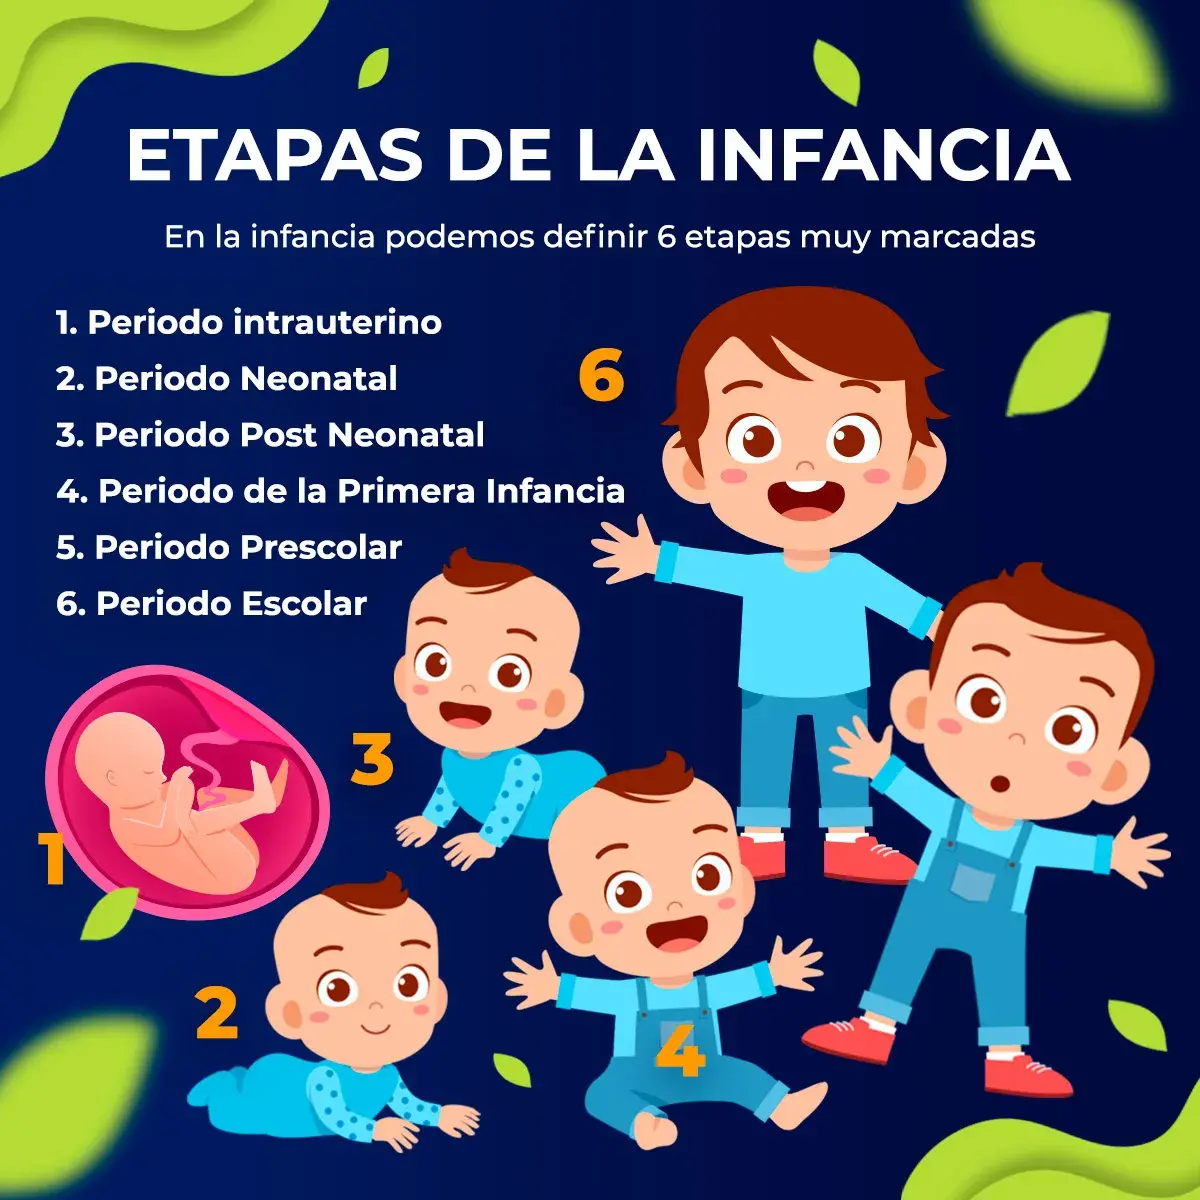 ETAPAS DE LA INFANCIA
En la infancia podemos definir 6 etapas muy marcadas
1. Periodo intrauterino
2. Periodo Neonatal
3. Periodo Post Neonatal
4. Periodo de la Primera Infancia
5. Periodo Prescolar
6. Periodo Escolar
6
3
1
2
4